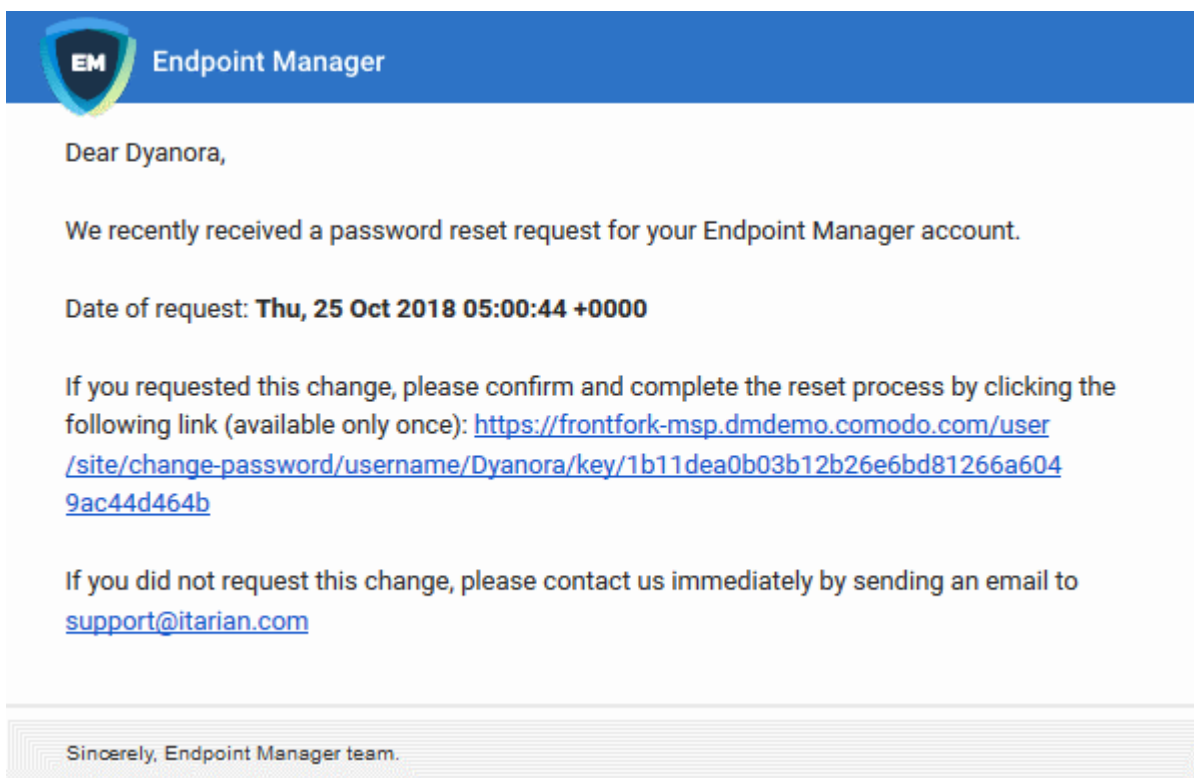 EM Endpoint Manager
Dear Dyanora,
We recently received a password reset request for your Endpoint Manager account.
Date of request: Thu, 25 Oct 2018 05:00:44 +0000
If you requested this change, please confirm and complete the reset process by clicking the
following link (available only once): https://frontfork-msp.dmdemo.comodo.com/user
/site/change-password/username/Dyanora/key/1b11dea0b03b12b26e6bd81266a604
9ac44d464b
If you did not request this change, please contact us immediately by sending an email to
support@itarian.com
Sincerely, Endpoint Manager team.